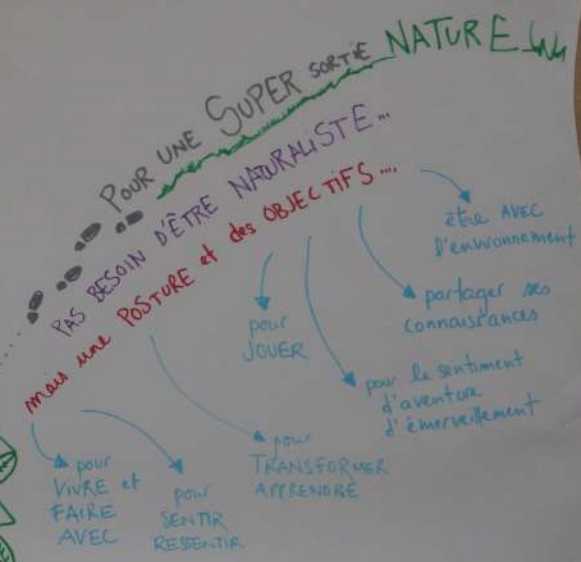 POUR UNE SUPER SORTIE NATURE
PAS BESOIN D'ÊTRE NATURALISTE...
mais une POSTURE et des OBJECTIFS...
pour
VIVRE et
FAIRE
AVEC
pour
SENTIR
RESSENTIR
pour
TRANSFORMER
APPRENDRE
pour
JOUER
pour le sentiment
d'aventure
d'émerveillement
partager ses
connaissances
être AVEC
l'environnement